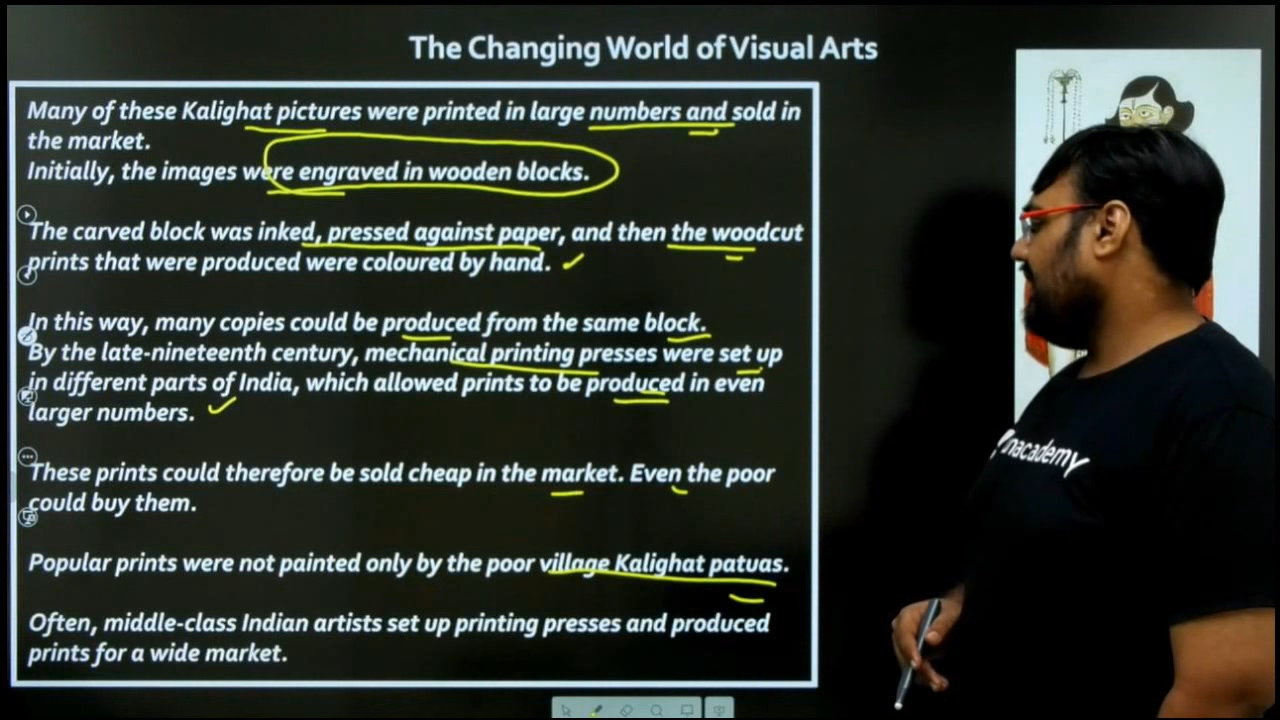 The Changing World of Visual Arts
Many of these Kalighat pictures were printed in large numbers and sold in
the market.
Initially, the images were engraved in wooden blocks.
The carved block was inked, pressed against paper, and then the woodcut
prints that were produced were coloured by hand.
In this way, many copies could be produced from the same block.
By the late-nineteenth century, mechanical printing presses were set up
in different parts of India, which allowed prints to be produced in even
larger numbers.
These prints could therefore be sold cheap in the market. Even the poor
could buy them.
Popular prints were not painted only by the poor village Kalighat patuas.
Often, middle-class Indian artists set up printing presses and produced
prints for a wide market.
unacademy